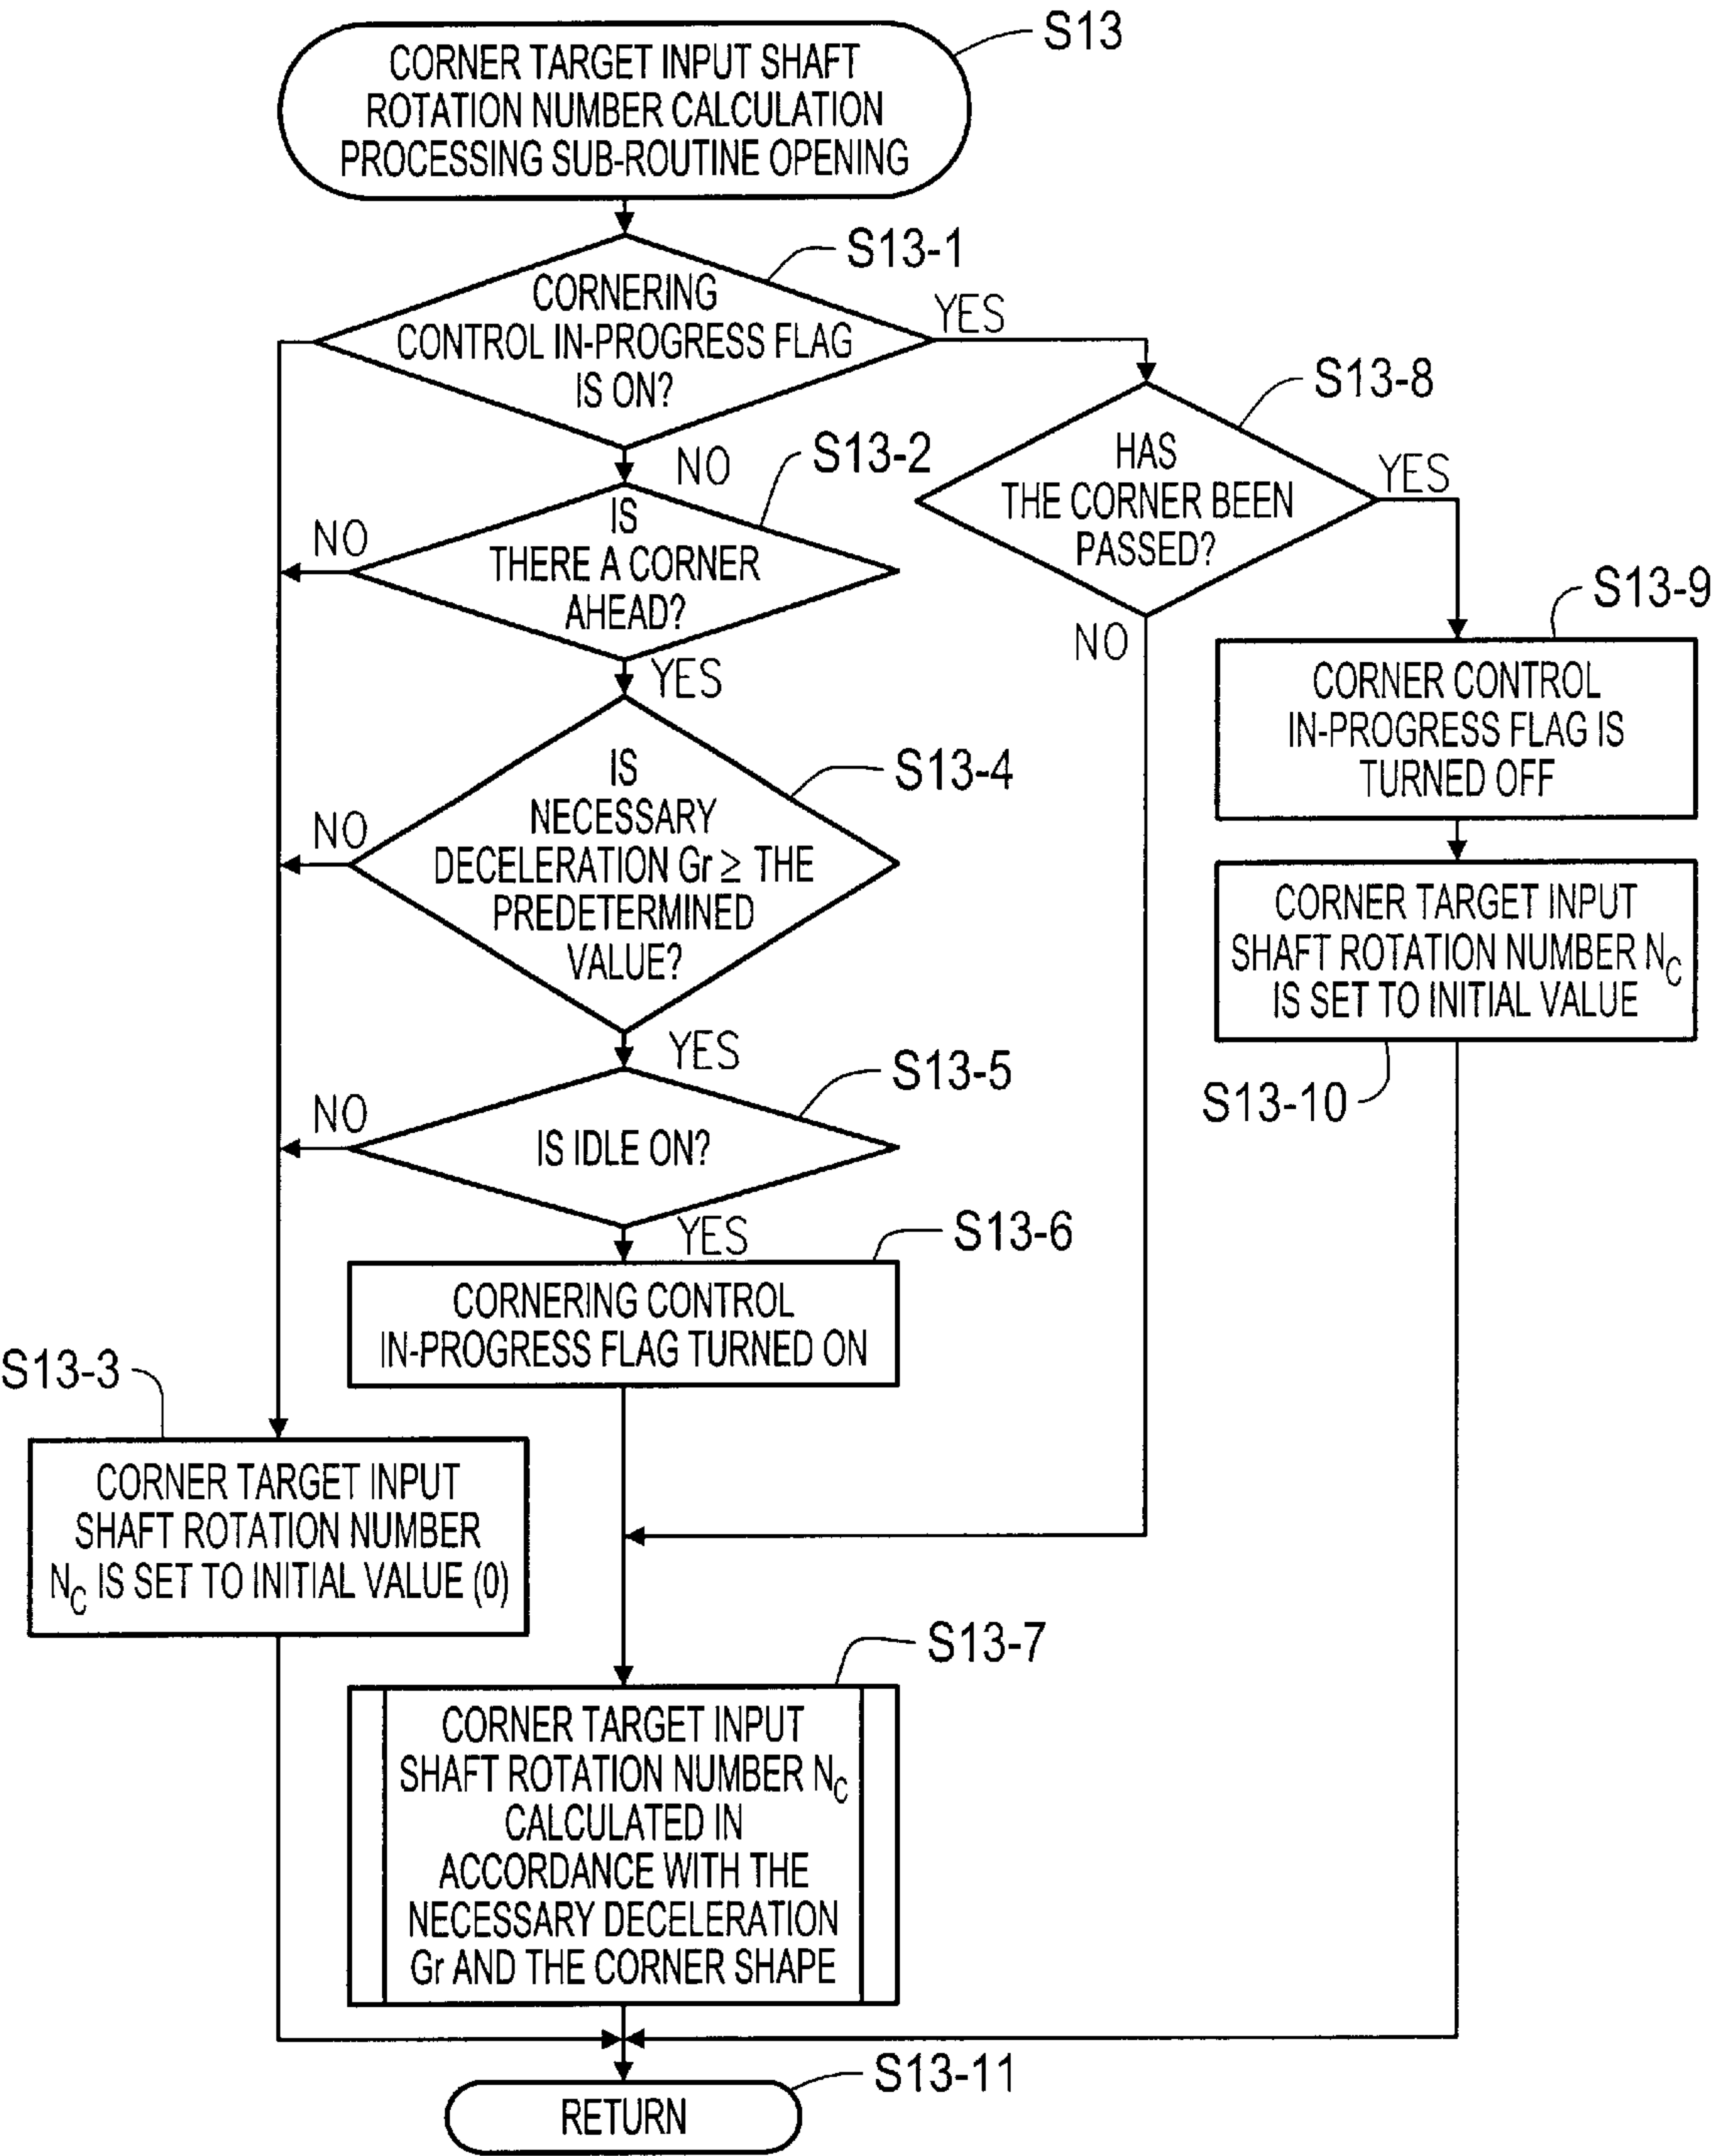 S13
CORNER TARGET INPUT SHAFT
ROTATION NUMBER CALCULATION
PROCESSING SUB-ROUTINE OPENING
S13-1
CORNERING
CONTROL IN-PROGRESS FLAG
IS ON?
YES
NO
S13-2
IS
THERE A CORNER
AHEAD?
NO
YES
S13-4
IS
NECESSARY
DECELERATION Gr ≥ THE
PREDETERMINED
VALUE?
NO
YES
S13-5
IS IDLE ON?
NO
YES
S13-6
CORNERING CONTROL
IN-PROGRESS FLAG TURNED ON
S13-3
CORNER TARGET INPUT
SHAFT ROTATION NUMBER
NC IS SET TO INITIAL VALUE (0)
S13-7
CORNER TARGET INPUT
SHAFT ROTATION NUMBER NC
CALCULATED IN
ACCORDANCE WITH THE
NECESSARY DECELERATION
Gr AND THE CORNER SHAPE
S13-8
HAS
THE CORNER BEEN
PASSED?
YES
NO
S13-9
CORNER CONTROL
IN-PROGRESS FLAG IS
TURNED OFF
CORNER TARGET INPUT
SHAFT ROTATION NUMBER NC
IS SET TO INITIAL VALUE
S13-10
S13-11
RETURN